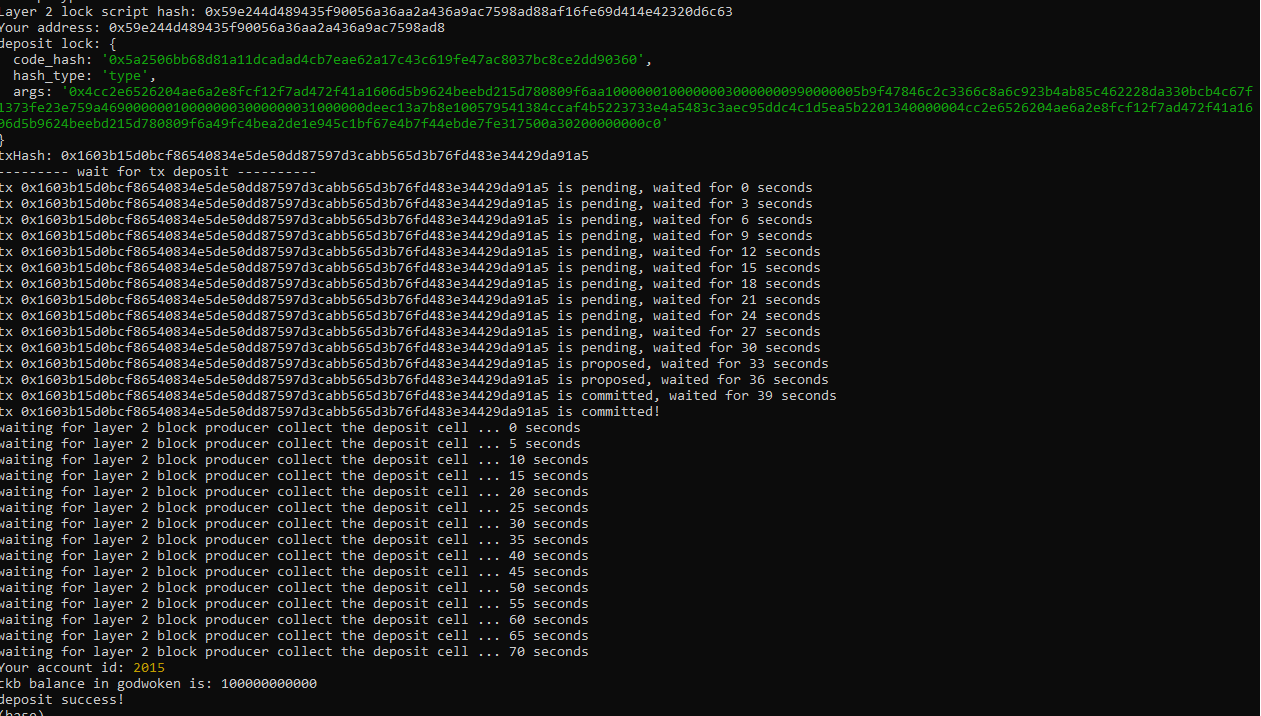 Layer 2 lock script hash: 0x59e244d489435f90056a36aa2a436a9ac7598ad88af16fe69d414e42320d6c63
Your address: 0x59e244d489435f90056a36aa2a436a9ac7598ad8
deposit lock: {
code_hash: '0x5a2506bb68d81a11dcadad4cb7eae62a17c43c619fe47ac8037bc8ce2dd90360',
hash_type: 'type',
args: '0x4cc2e6526204ae6a2e8fcf12f7ad472f41a1606d5b9624beebd215d780809f6aa10000001000000030000000990000005b9f47846c2c3366c8a6c923b4ab85c462228da330bcb4c67f
1373fe23e759a4690000000100000003000000031000000deec13a7b8e100579541384ccaf4b5223733e4a5483c3aec95ddc4c1d5ea5b2201340000004cc2e6526204ae6a2e8fcf12f7ad472f41a16
06d5b9624beebd215d780809f6a49fc4bea2de1e945c1bf67e4b7f44ebde7fe317500a30200000000c0'
}
txHash: 0x1603b15d0bcf86540834e5de50dd87597d3cabb565d3b76fd483e34429da91a5
--------- wait for tx deposit ----------
tx 0x1603b15d0bcf86540834e5de50dd87597d3cabb565d3b76fd483e34429da91a5 is pending, waited for 0 seconds
tx 0x1603b15d0bcf86540834e5de50dd87597d3cabb565d3b76fd483e34429da91a5 is pending, waited for 3 seconds
tx 0x1603b15d0bcf86540834e5de50dd87597d3cabb565d3b76fd483e34429da91a5 is pending, waited for 6 seconds
tx 0x1603b15d0bcf86540834e5de50dd87597d3cabb565d3b76fd483e34429da91a5 is pending, waited for 9 seconds
tx 0x1603b15d0bcf86540834e5de50dd87597d3cabb565d3b76fd483e34429da91a5 is pending, waited for 12 seconds
tx 0x1603b15d0bcf86540834e5de50dd87597d3cabb565d3b76fd483e34429da91a5 is pending, waited for 15 seconds
tx 0x1603b15d0bcf86540834e5de50dd87597d3cabb565d3b76fd483e34429da91a5 is pending, waited for 18 seconds
tx 0x1603b15d0bcf86540834e5de50dd87597d3cabb565d3b76fd483e34429da91a5 is pending, waited for 21 seconds
tx 0x1603b15d0bcf86540834e5de50dd87597d3cabb565d3b76fd483e34429da91a5 is pending, waited for 24 seconds
tx 0x1603b15d0bcf86540834e5de50dd87597d3cabb565d3b76fd483e34429da91a5 is pending, waited for 27 seconds
tx 0x1603b15d0bcf86540834e5de50dd87597d3cabb565d3b76fd483e34429da91a5 is pending, waited for 30 seconds
tx 0x1603b15d0bcf86540834e5de50dd87597d3cabb565d3b76fd483e34429da91a5 is proposed, waited for 33 seconds
tx 0x1603b15d0bcf86540834e5de50dd87597d3cabb565d3b76fd483e34429da91a5 is proposed, waited for 36 seconds
tx 0x1603b15d0bcf86540834e5de50dd87597d3cabb565d3b76fd483e34429da91a5 is committed, waited for 39 seconds
tx 0x1603b15d0bcf86540834e5de50dd87597d3cabb565d3b76fd483e34429da91a5 is committed!
waiting for layer 2 block producer collect the deposit cell ... 0 seconds
waiting for layer 2 block producer collect the deposit cell ... 5 seconds
waiting for layer 2 block producer collect the deposit cell ... 10 seconds
waiting for layer 2 block producer collect the deposit cell ... 15 seconds
waiting for layer 2 block producer collect the deposit cell ... 20 seconds
waiting for layer 2 block producer collect the deposit cell ... 25 seconds
waiting for layer 2 block producer collect the deposit cell ... 30 seconds
waiting for layer 2 block producer collect the deposit cell ... 35 seconds
waiting for layer 2 block producer collect the deposit cell ... 40 seconds
waiting for layer 2 block producer collect the deposit cell ... 45 seconds
waiting for layer 2 block producer collect the deposit cell ... 50 seconds
waiting for layer 2 block producer collect the deposit cell ... 55 seconds
waiting for layer 2 block producer collect the deposit cell ... 60 seconds
waiting for layer 2 block producer collect the deposit cell ... 65 seconds
waiting for layer 2 block producer collect the deposit cell ... 70 seconds
Your account id: 2015
ckb balance in godwoken is: 100000000000
deposit success!
(base)